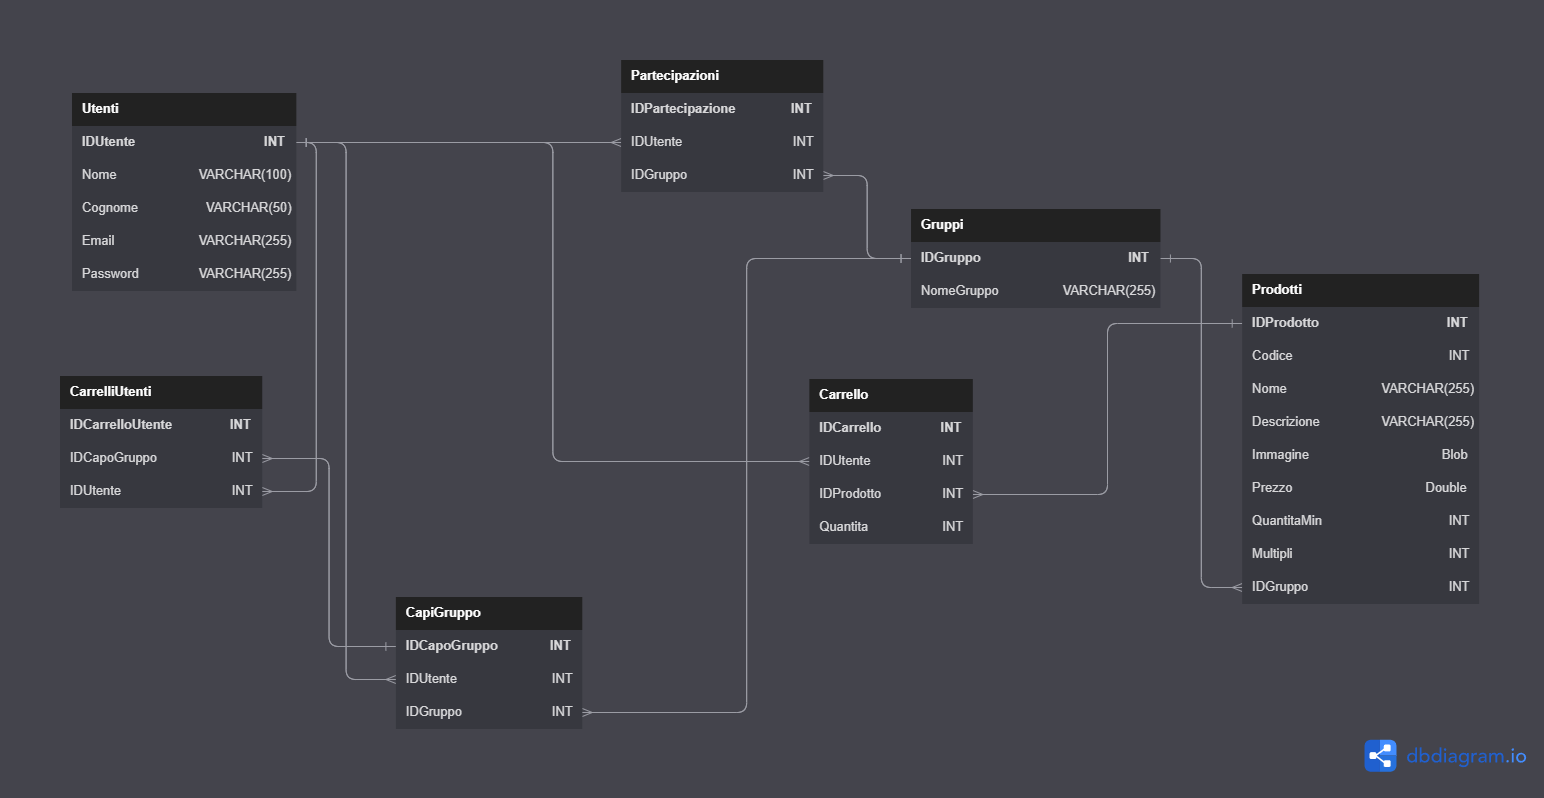 Utenti
IDUtente INT
Nome VARCHAR(100)
Cognome VARCHAR(50)
Email VARCHAR(255)
Password VARCHAR(255)
Partecipazioni
IDPartecipazione INT
IDUtente INT
IDGruppo INT
Gruppi
IDGruppo INT
NomeGruppo VARCHAR(255)
Prodotti
IDProdotto INT
Codice INT
Nome VARCHAR(255)
Descrizione VARCHAR(255)
Immagine Blob
Prezzo Double
QuantitaMin INT
Multipli INT
IDGruppo INT
CarrelliUtenti
IDCarrelloUtente INT
IDCapoGruppo INT
IDUtente INT
Carrello
IDCarrello INT
IDUtente INT
IDProdotto INT
Quantita INT
CapiGruppo
IDCapoGruppo INT
IDUtente INT
IDGruppo INT
dbdiagram.io